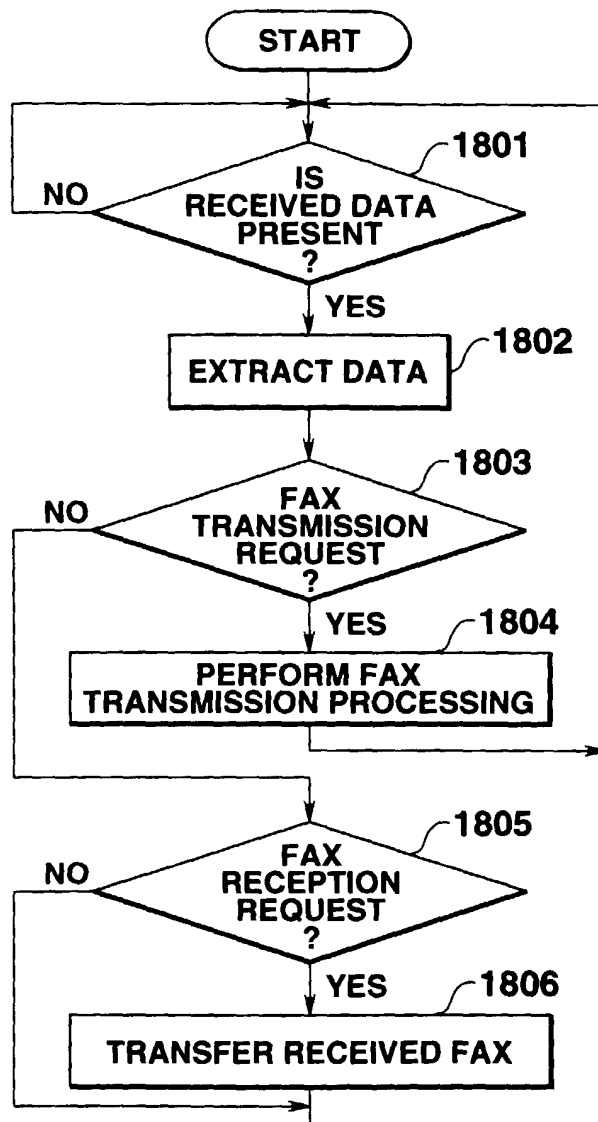 START
1801
IS
RECEIVED DATA
PRESENT
?
NO
YES
1802
EXTRACT DATA
1803
FAX
TRANSMISSION
REQUEST
?
NO
YES
1804
PERFORM FAX
TRANSMISSION PROCESSING
1805
FAX
RECEPTION
REQUEST
?
NO
YES
1806
TRANSFER RECEIVED FAX